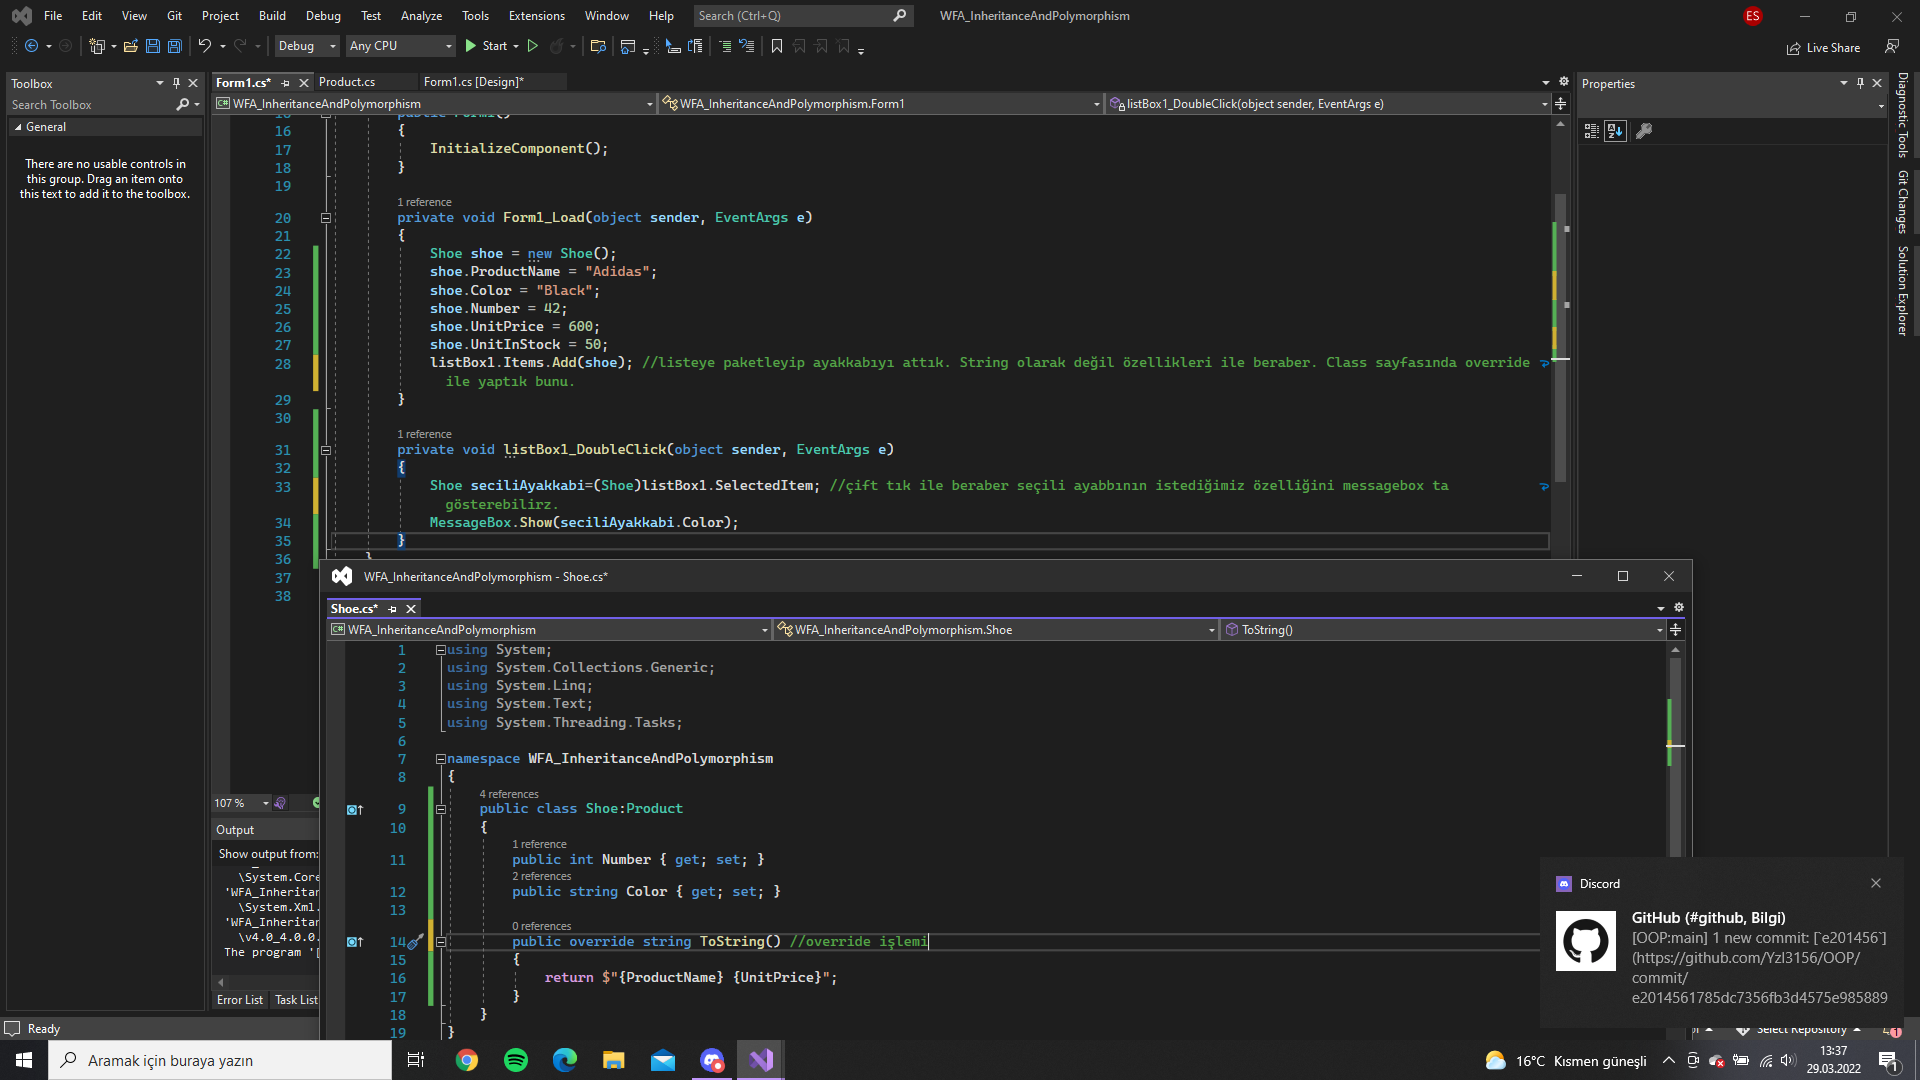 File Edit View Git Project Build Debug Test Analyze Tools Extensions Window Help Search (Ctrl+Q) WFA_InheritanceAndPolymorphism ES
Debug Any CPU Start Live Share
Toolbox
Search Toolbox
General
There are no usable controls in
this group. Drag an item onto
this text to add it to the toolbox.
Form1.cs* Product.cs Form1.cs [Design]*
C# WFA_InheritanceAndPolymorphism WFA_InheritanceAndPolymorphism.Form1 listBox1_DoubleClick(object sender, EventArgs e)
16 {
17 InitializeComponent();
18 }
19
1 reference
20 private void Form1_Load(object sender, EventArgs e)
21 {
22 Shoe shoe = new Shoe();
23 shoe.ProductName = "Adidas";
24 shoe.Color = "Black";
25 shoe.Number = 42;
26 shoe.UnitPrice = 600;
27 shoe.UnitInStock = 50;
28 listBox1.Items.Add(shoe); //listeye paketleyip ayakkabıyı attık. String olarak değil özellikleri ile beraber. Class sayfasında override
ile yaptık bunu.
29 }
30
1 reference
31 private void listBox1_DoubleClick(object sender, EventArgs e)
32 {
33 Shoe seciliAyakkabi=(Shoe)listBox1.SelectedItem; //çift tık ile beraber seçili ayabbının istediğimiz özelliğini messagebox ta
gösterebilirz.
34 MessageBox.Show(seciliAyakkabi.Color);
35 }
36 }
37
38
107 %
Output
Show output from:
\System.Core
'WFA_Inheritan
\System.Xml.
'WFA_Inheritan
\v4.0_4.0.0.
The program '[
Error List Task List
Ready
Properties
Diagnostic Tools
Git Changes
Solution Explorer
WFA_InheritanceAndPolymorphism - Shoe.cs*
Shoe.cs*
C# WFA_InheritanceAndPolymorphism WFA_InheritanceAndPolymorphism.Shoe ToString()
1 using System;
2 using System.Collections.Generic;
3 using System.Linq;
4 using System.Text;
5 using System.Threading.Tasks;
6
7 namespace WFA_InheritanceAndPolymorphism
8 {
4 references
9 public class Shoe:Product
10 {
1 reference
11 public int Number { get; set; }
2 references
12 public string Color { get; set; }
13
0 references
14 public override string ToString() //override işlemi
15 {
16 return $"{ProductName} {UnitPrice}";
17 }
18 }
19 }
Discord
GitHub (#github, Bilgi)
[OOP:main] 1 new commit: [`e201456`]
(https://github.com/Yzl3156/OOP/
commit/
e2014561785dc7356fb3d4575e985889
Select Repository 1
Aramak için buraya yazın
16°C Kısmen güneşli
13:37
29.03.2022
1